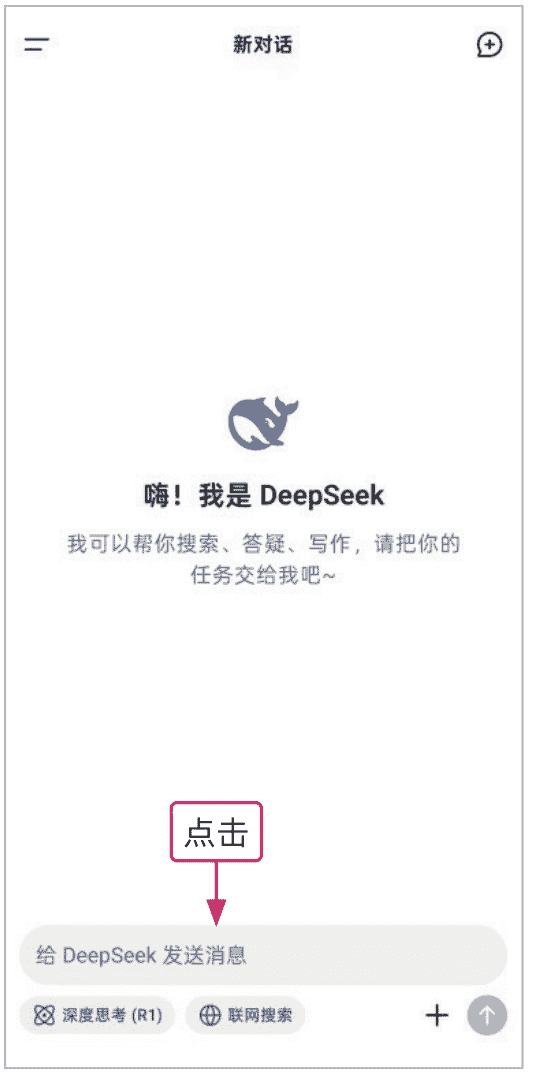 新对话
嗨！我是 DeepSeek
我可以帮你搜索、答疑、写作，请把你的
任务交给我吧~
点击
给 DeepSeek 发送消息
深度思考 (R1) 联网搜索